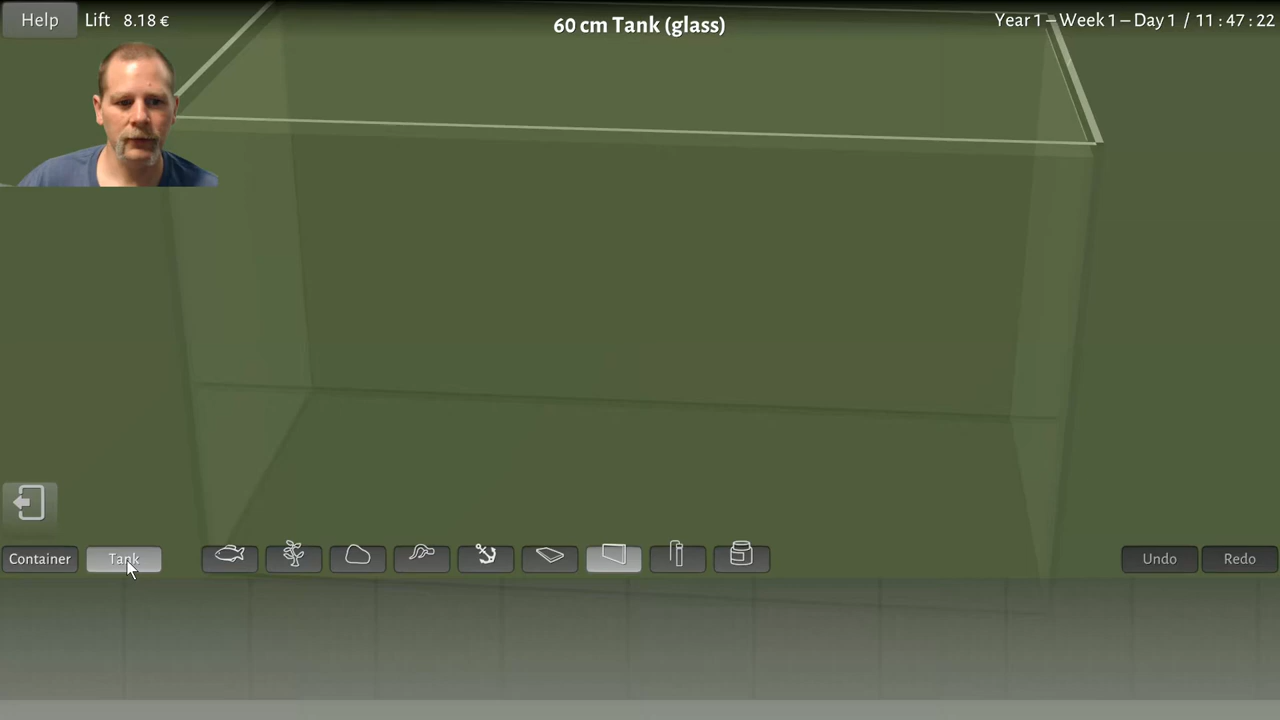 Help
Lift 8.18 €
60 cm Tank (glass)
Year 1 – Week 1 – Day 1 / 11 : 47 : 22
Container
Tank
Undo
Redo